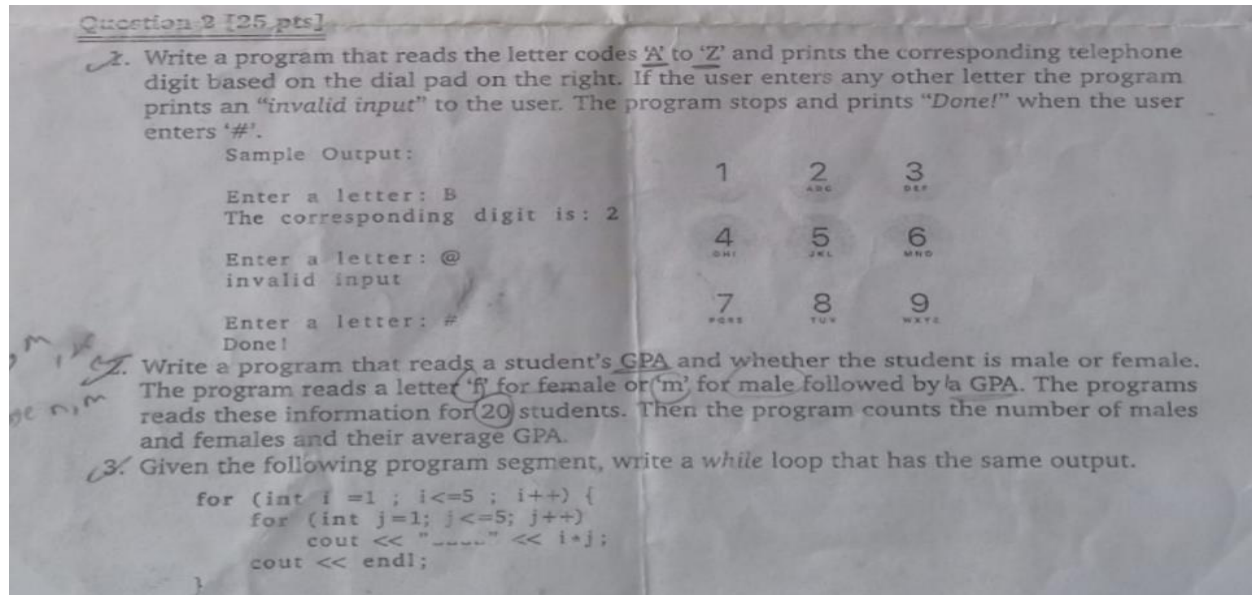 Question 2 [25 pts]
1. Write a program that reads the letter codes 'A' to 'Z' and prints the corresponding telephone
digit based on the dial pad on the right. If the user enters any other letter the program
prints an "invalid input" to the user. The program stops and prints "Done!" when the user
enters '#'.
Sample Output:
Enter a letter: B
The corresponding digit is: 2
Enter a letter: @
invalid input
Enter a letter: #
Done!
1 2 3
ABC DEF
4 5 6
GHI JKL MNO
7 8 9
PQRS TUV WXYZ
2. Write a program that reads a student's GPA and whether the student is male or female.
The program reads a letter 'f' for female or 'm' for male followed by a GPA. The programs
reads these information for 20 students. Then the program counts the number of males
and females and their average GPA.
3. Given the following program segment, write a while loop that has the same output.
for (int i =1 ; i<=5 ; i++) {
for (int j=1; j<=5; j++)
cout << "____" << i*j;
cout << endl;
}